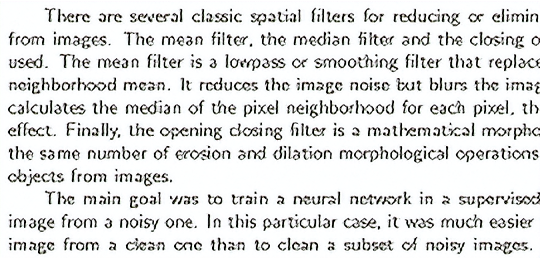 There are several classic spatial filters for reducing or elimin
from images. The mean filter, the median filter and the closing o
used. The mean filter is a lowpass or smoothing filter that replace
neighborhood mean. It reduces the image noise but blurs the imag
calculates the median of the pixel neighborhood for each pixel, th
effect. Finally, the opening closing filter is a mathematical morpho
the same number of erosion and dilation morphological operations
objects from images.
The main goal was to train a neural network in a supervised
image from a noisy one. In this particular case, it was much easier
image from a clean one than to clean a subset of noisy images.